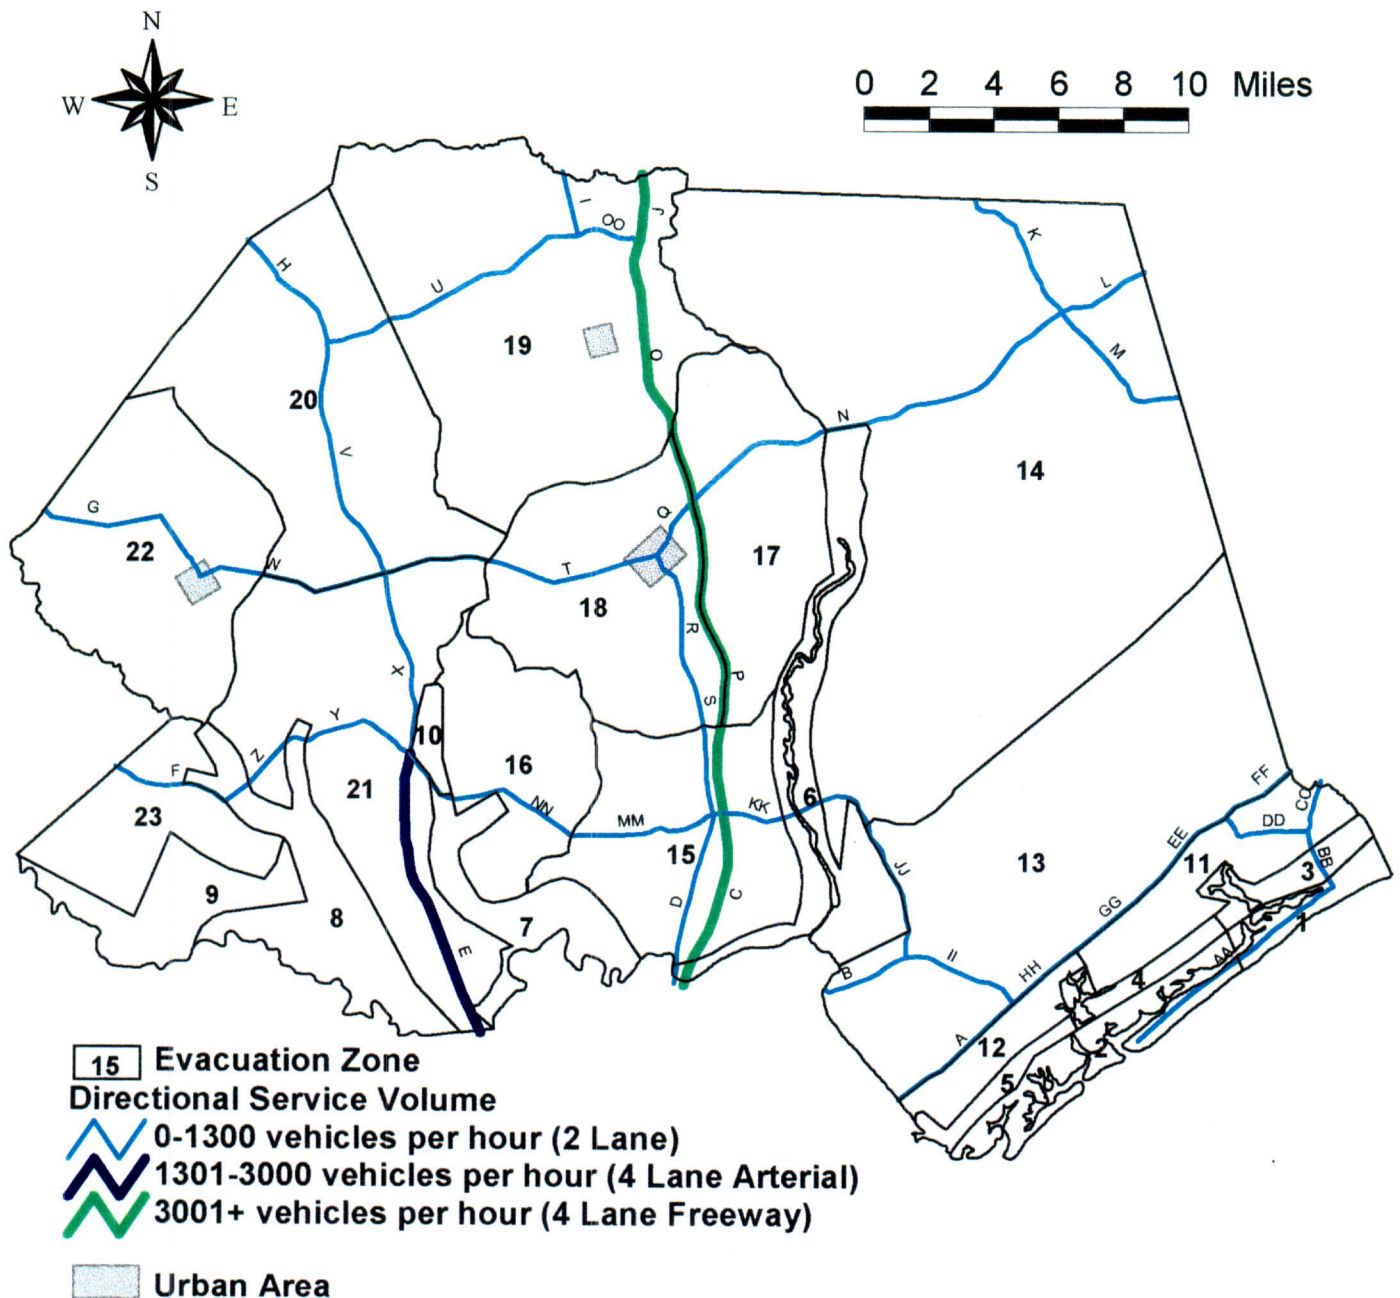 N
W E
S
0 2 4 6 8 10 Miles
I
J
OO
K
H
U
L
19
O
M
20
N
V
14
G
Q
22
W
T
17
18
R
X
P
S
Y
10
Z
16
FF
F
21
6
CO
23
NN
MM
KK
DD
EE
15
JJ
13
11
BB
3
9
D
C
GG
8
7
1
E
II
AA
B
HH
4
A
12
2
5
15 Evacuation Zone
Directional Service Volume
0-1300 vehicles per hour (2 Lane)
1301-3000 vehicles per hour (4 Lane Arterial)
3001+ vehicles per hour (4 Lane Freeway)
Urban Area